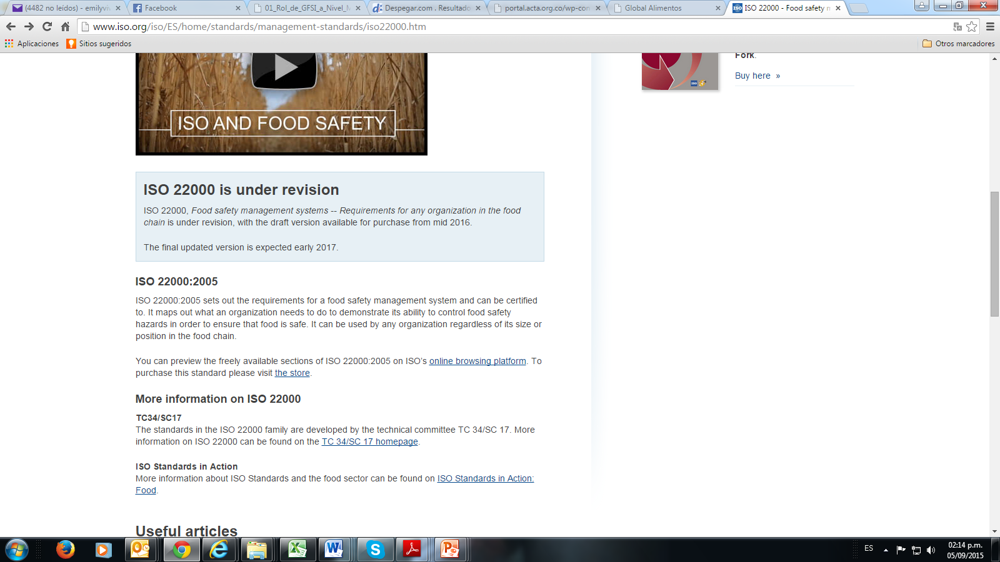 (4482 no leídos) - emilyviv
Facebook
01_Rol_de_GFSI_a_Nivel_M
Despegar.com . Resultado
portal.acta.org.co/wp-con
Global Alimentos
ISO 22000 - Food safety m
www.iso.org/iso/ES/home/standards/management-standards/iso22000.htm
Aplicaciones
Sitios sugeridos
Otros marcadores
ISO AND FOOD SAFETY
Fork.
Buy here »
ISO 22000 is under revision
ISO 22000, Food safety management systems -- Requirements for any organization in the food
chain is under revision, with the draft version available for purchase from mid 2016.
The final updated version is expected early 2017.
ISO 22000:2005
ISO 22000:2005 sets out the requirements for a food safety management system and can be certified
to. It maps out what an organization needs to do to demonstrate its ability to control food safety
hazards in order to ensure that food is safe. It can be used by any organization regardless of its size or
position in the food chain.
You can preview the freely available sections of ISO 22000:2005 on ISO's online browsing platform. To
purchase this standard please visit the store.
More information on ISO 22000
TC34/SC17
The standards in the ISO 22000 family are developed by the technical committee TC 34/SC 17. More
information on ISO 22000 can be found on the TC 34/SC 17 homepage.
ISO Standards in Action
More information about ISO Standards and the food sector can be found on ISO Standards in Action:
Food.
Useful articles
ES
02:14 p.m.
05/09/2015